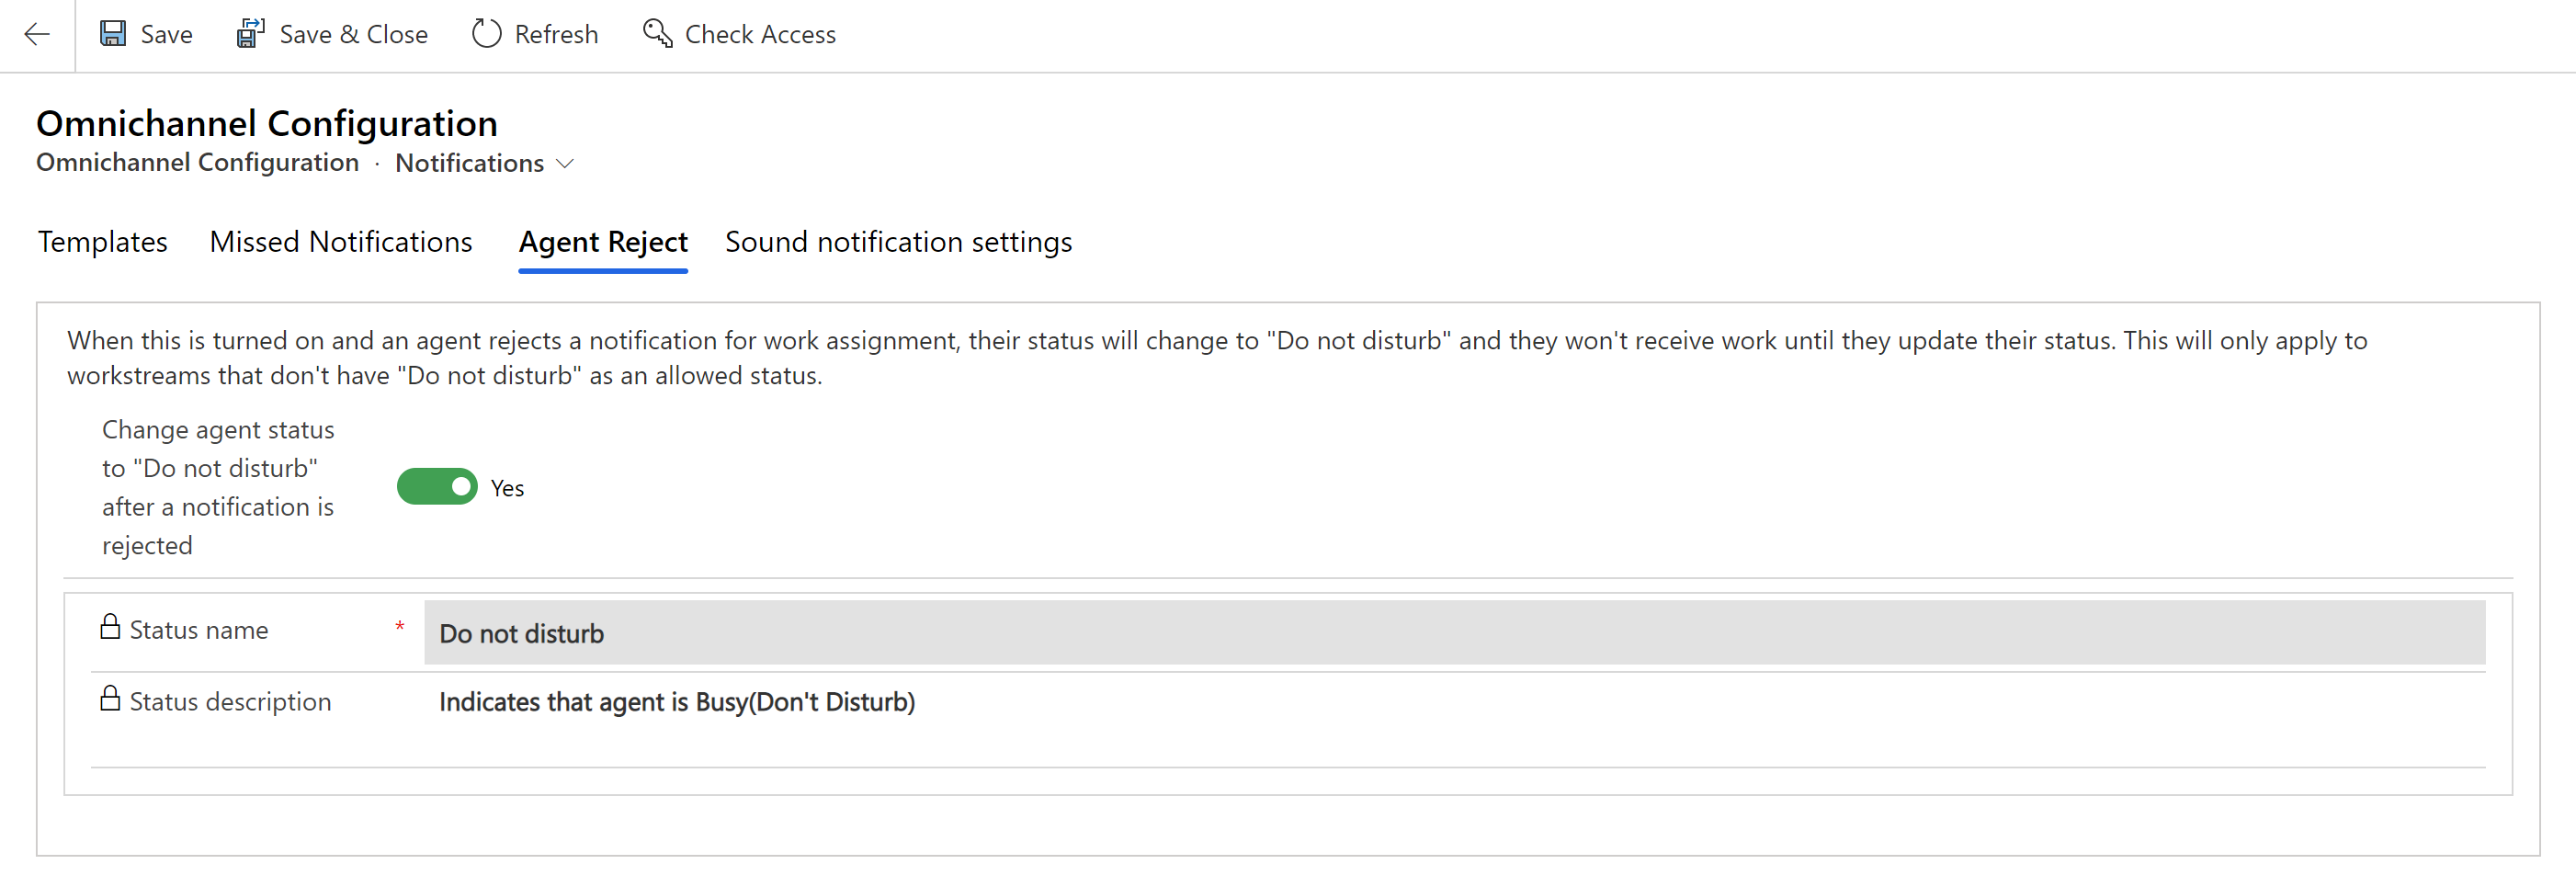 Save
Save & Close
Refresh
Check Access
Omnichannel Configuration
Omnichannel Configuration · Notifications
Templates
Missed Notifications
Agent Reject
Sound notification settings
When this is turned on and an agent rejects a notification for work assignment, their status will change to "Do not disturb" and they won't receive work until they update their status. This will only apply to
workstreams that don't have "Do not disturb" as an allowed status.
Change agent status
to "Do not disturb"
after a notification is
rejected
Yes
Status name * Do not disturb
Status description Indicates that agent is Busy(Don't Disturb)